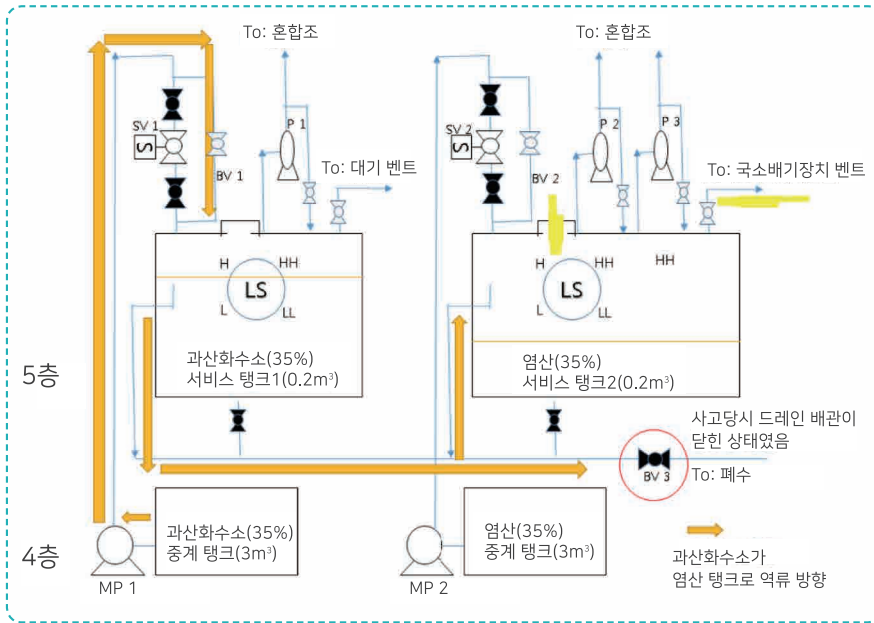 To: 혼합조
To: 혼합조
SV 1
S
BV 1
P 1
To: 대기 벤트
SV 2
S
BV 2
P 2
P 3
To: 국소배기장치 벤트
H
HH
LS
L
LL
과산화수소(35%)
서비스 탱크1(0.2m³)
H
HH
HH
LS
L
LL
염산(35%)
서비스 탱크2(0.2m³)
5층
사고당시 드레인 배관이
닫힌 상태였음
BV 3
To: 폐수
과산화수소(35%)
중계 탱크(3m³)
염산(35%)
중계 탱크(3m³)
4층
MP 1
MP 2
과산화수소가
염산 탱크로 역류 방향